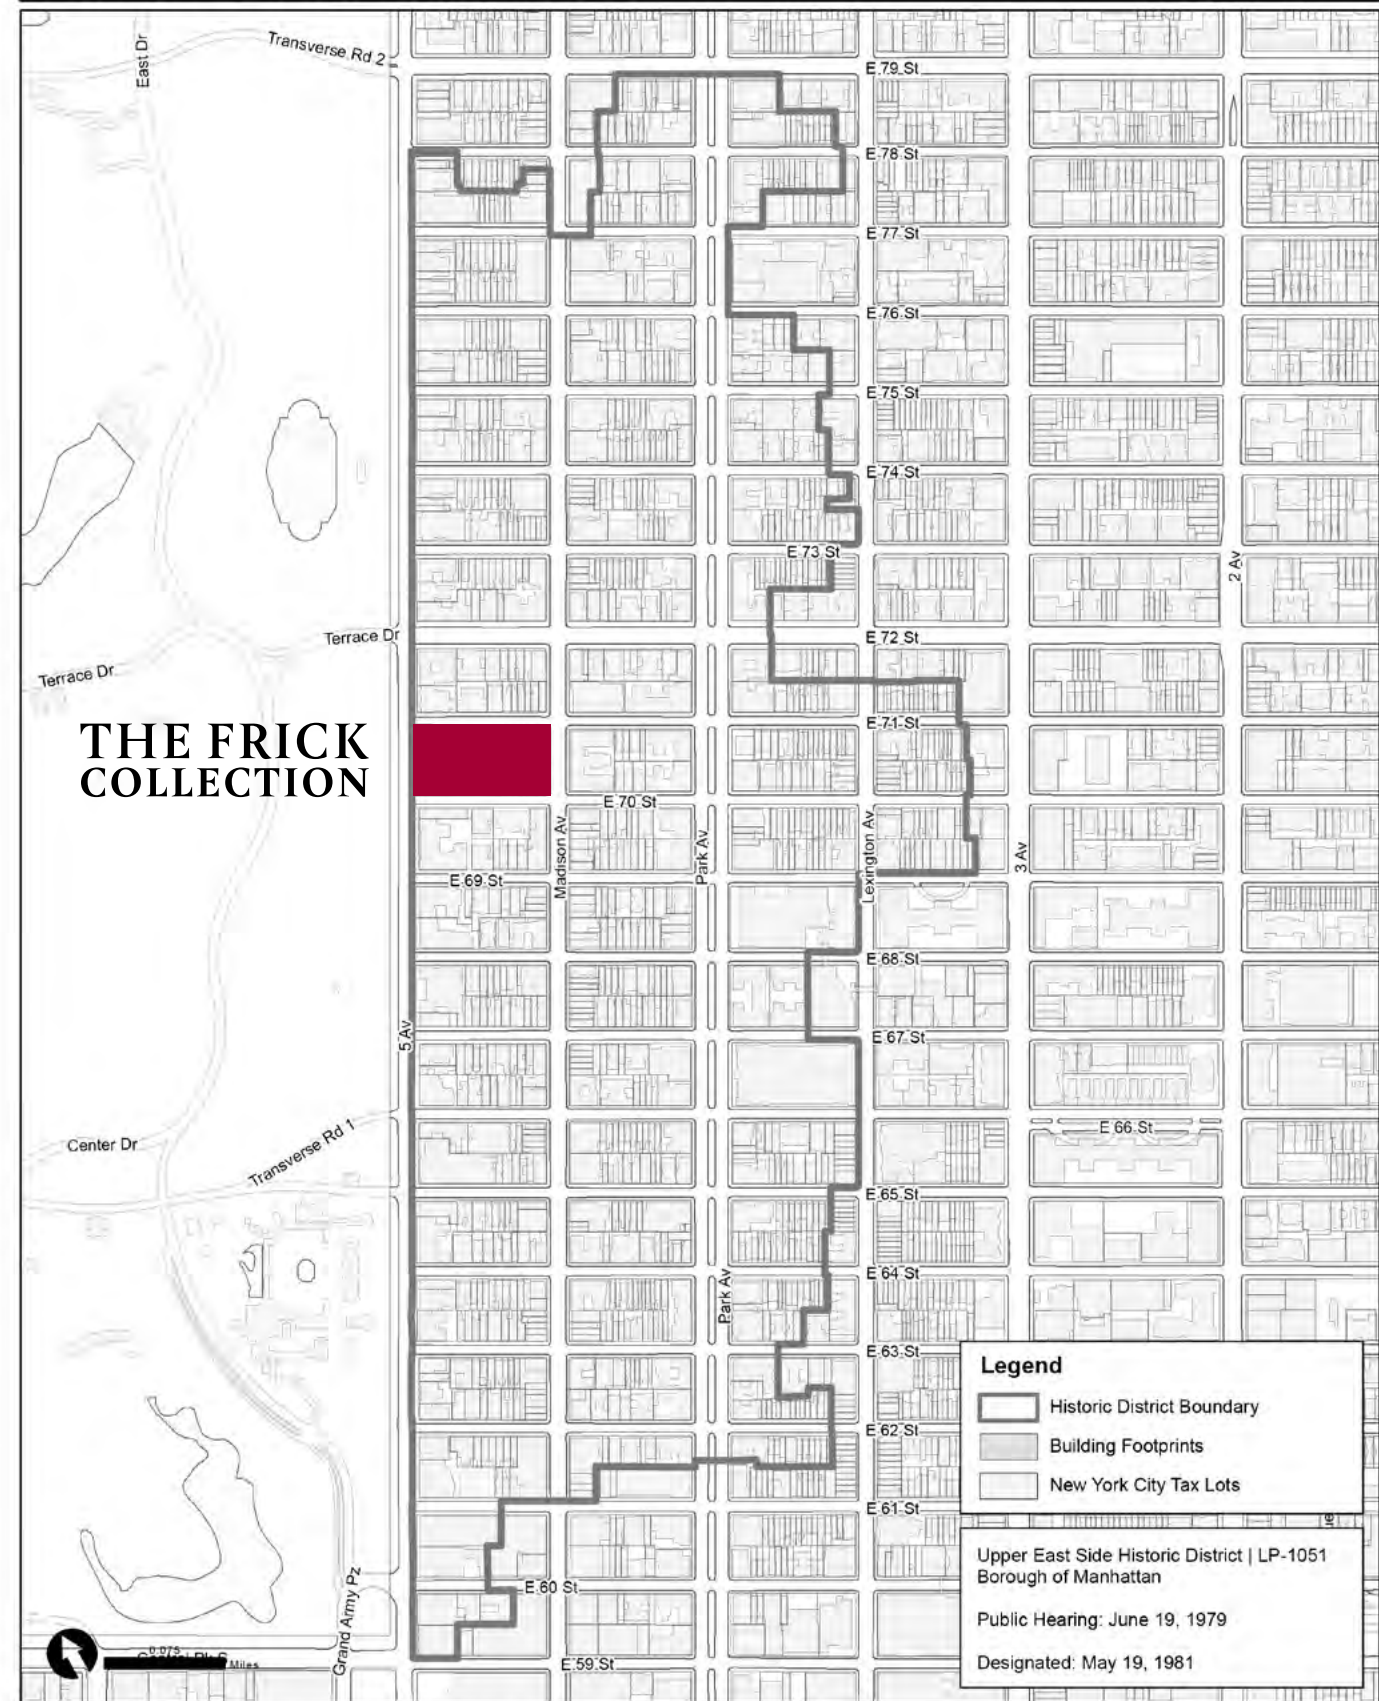 East Dr
Transverse Rd 2
E 79 St
E 78 St
E 77 St
E 76 St
E 75 St
E 74 St
E 73 St
2 Av
Terrace Dr
E 72 St
Terrace Dr
E 71 St
THE FRICK
COLLECTION
E 70 St
Madison Av
Park Av
Lexington Av
3 Av
E 69 St
E 68 St
5 Av
E 67 St
E 66 St
Center Dr
Transverse Rd 1
E 65 St
E 64 St
Park Av
E 63 St
E 62 St
E 61 St
Legend
Historic District Boundary
Building Footprints
New York City Tax Lots
Upper East Side Historic District | LP-1051
Borough of Manhattan
Public Hearing: June 19, 1979
Designated: May 19, 1981
E 60 St
Grand Army Pz
0.075
Miles
E 59 St